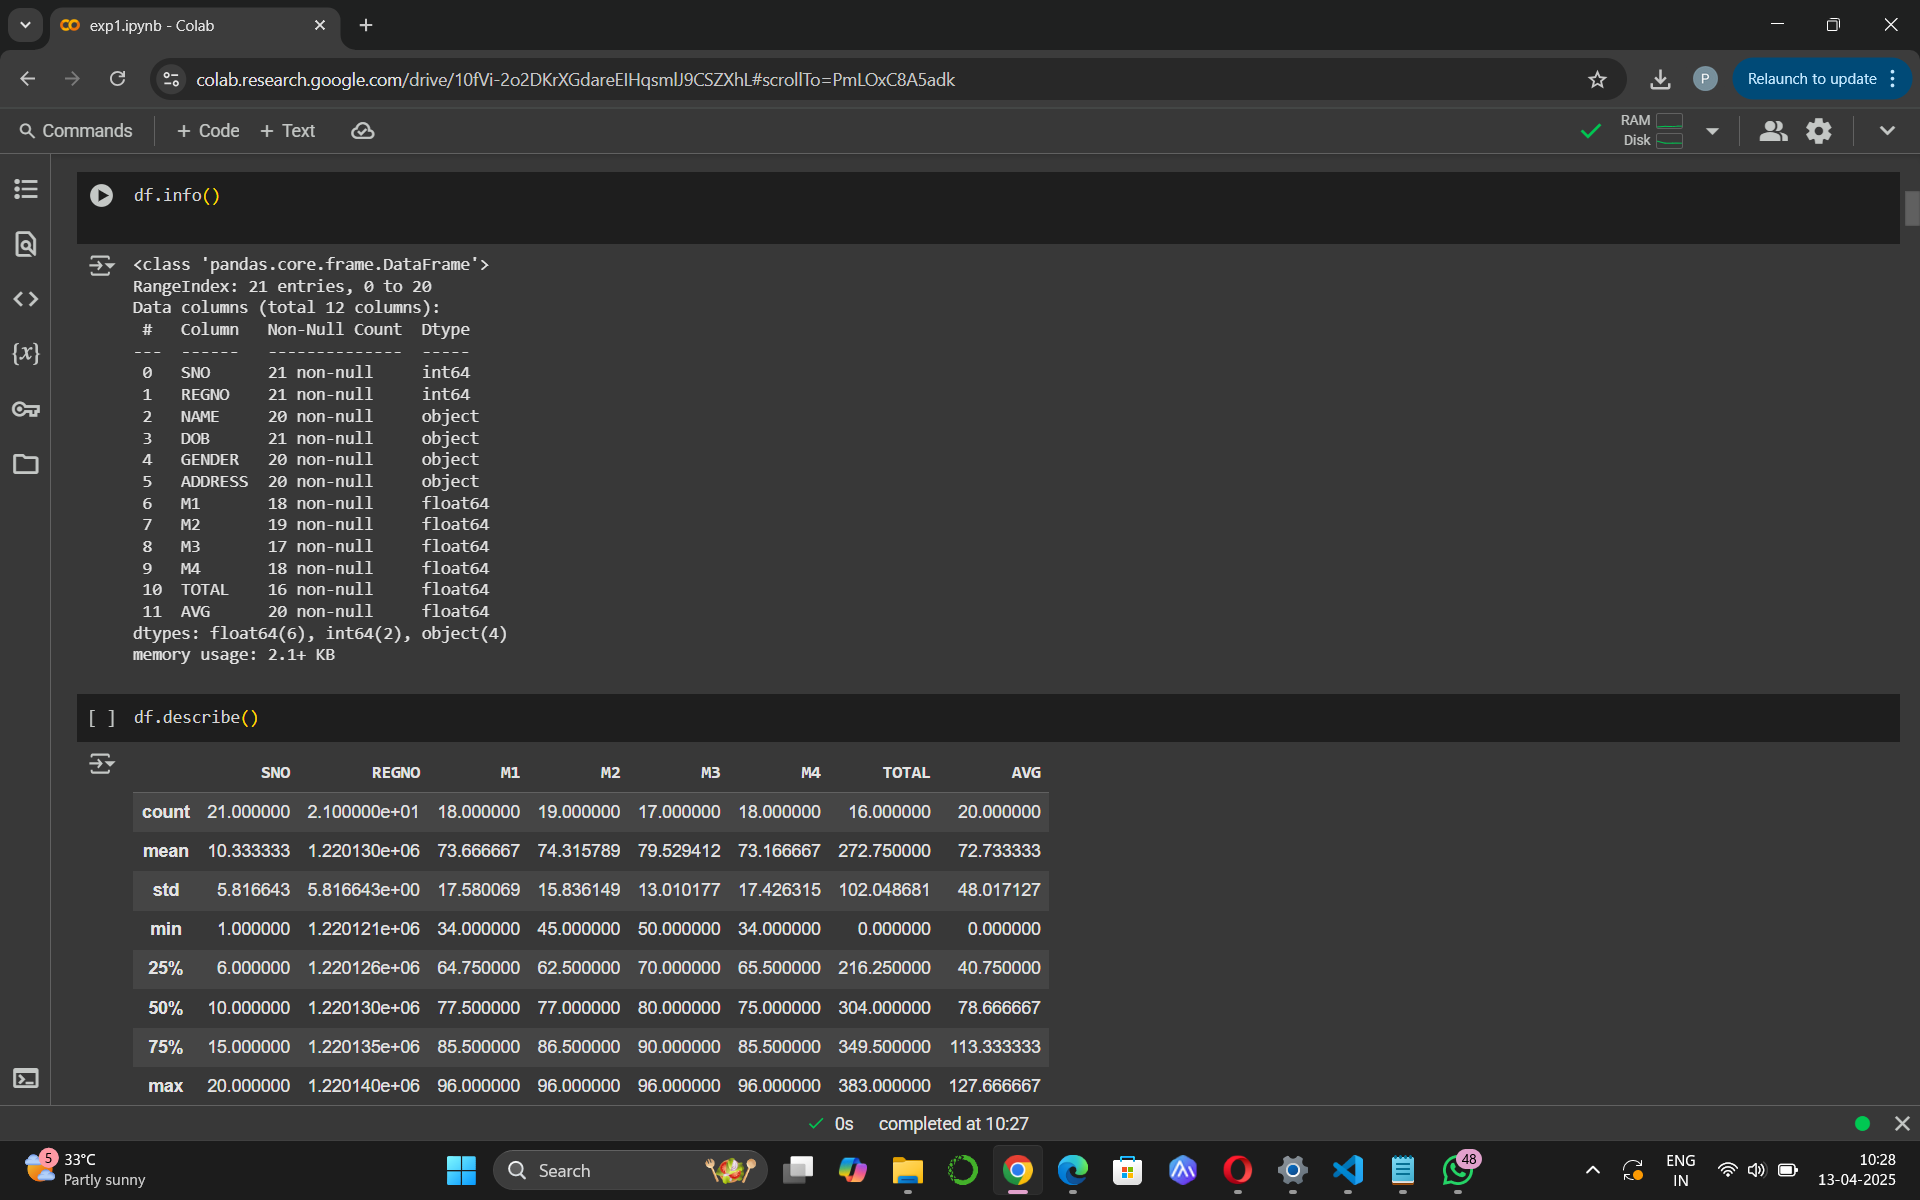 exp1.ipynb - Colab
colab.research.google.com/drive/10fVi-2o2DKrXGdareEIHqsmlJ9CSZXhL#scrollTo=PmLOxC8A5adk
P
Relaunch to update
Commands
+ Code + Text
RAM
Disk
df.info()
<class 'pandas.core.frame.DataFrame'>
RangeIndex: 21 entries, 0 to 20
Data columns (total 12 columns):
# Column Non-Null Count Dtype
--- ------ -------------- -----
0 SNO 21 non-null int64
1 REGNO 21 non-null int64
2 NAME 20 non-null object
3 DOB 21 non-null object
4 GENDER 20 non-null object
5 ADDRESS 20 non-null object
6 M1 18 non-null float64
7 M2 19 non-null float64
8 M3 17 non-null float64
9 M4 18 non-null float64
10 TOTAL 16 non-null float64
11 AVG 20 non-null float64
dtypes: float64(6), int64(2), object(4)
memory usage: 2.1+ KB
[ ] df.describe()
SNO REGNO M1 M2 M3 M4 TOTAL AVG
count 21.000000 2.100000e+01 18.000000 19.000000 17.000000 18.000000 16.000000 20.000000
mean 10.333333 1.220130e+06 73.666667 74.315789 79.529412 73.166667 272.750000 72.733333
std 5.816643 5.816643e+00 17.580069 15.836149 13.010177 17.426315 102.048681 48.017127
min 1.000000 1.220121e+06 34.000000 45.000000 50.000000 34.000000 0.000000 0.000000
25% 6.000000 1.220126e+06 64.750000 62.500000 70.000000 65.500000 216.250000 40.750000
50% 10.000000 1.220130e+06 77.500000 77.000000 80.000000 75.000000 304.000000 78.666667
75% 15.000000 1.220135e+06 85.500000 86.500000 90.000000 85.500000 349.500000 113.333333
max 20.000000 1.220140e+06 96.000000 96.000000 96.000000 96.000000 383.000000 127.666667
0s completed at 10:27
5
33°C
Partly sunny
Search
48
ENG
IN
10:28
13-04-2025